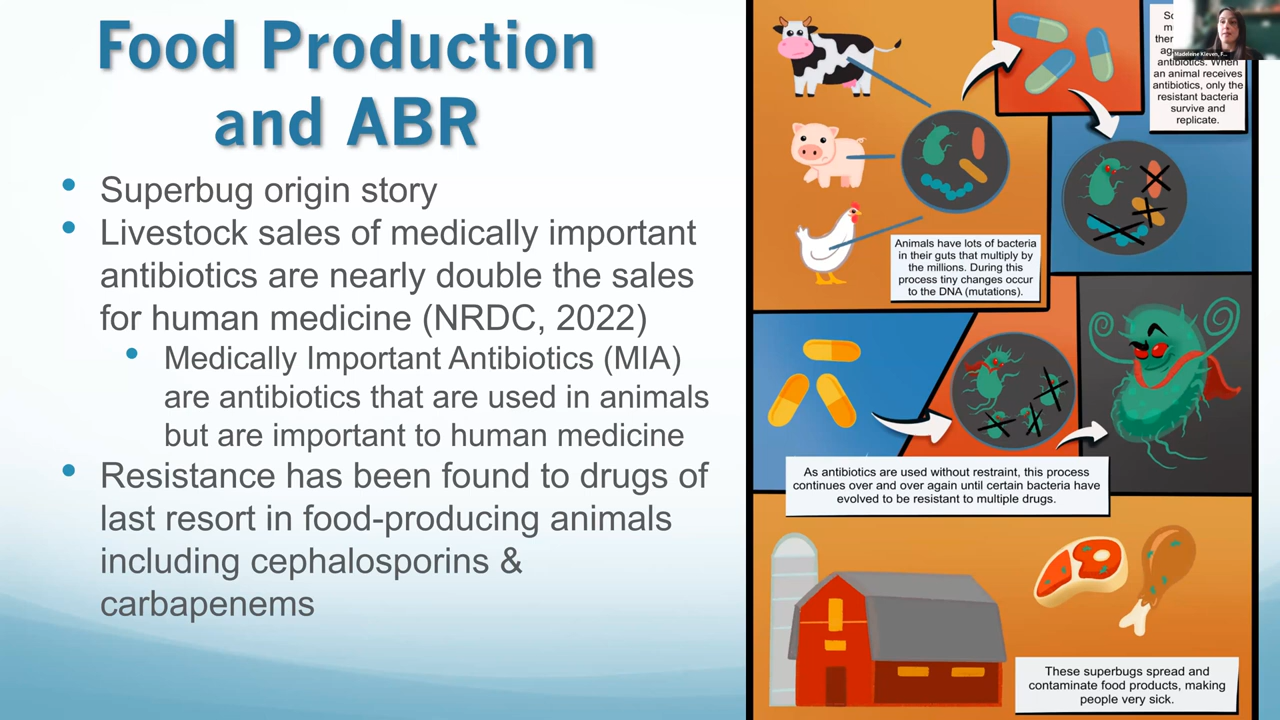 Food Production
and ABR
• Superbug origin story
• Livestock sales of medically important
antibiotics are nearly double the sales
for human medicine (NRDC, 2022)
• Medically Important Antibiotics (MIA)
are antibiotics that are used in animals
but are important to human medicine
• Resistance has been found to drugs of
last resort in food-producing animals
including cephalosporins &
carbapenems
Madeleine Kleven,
antibiotics. When
an animal receives
antibiotics, only the
resistant bacteria
survive and
replicate.
Animals have lots of bacteria
in their guts that multiply by
the millions. During this
process tiny changes occur
to the DNA (mutations).
As antibiotics are used without restraint, this process
continues over and over again until certain bacteria have
evolved to be resistant to multiple drugs.
These superbugs spread and
contaminate food products, making
people very sick.